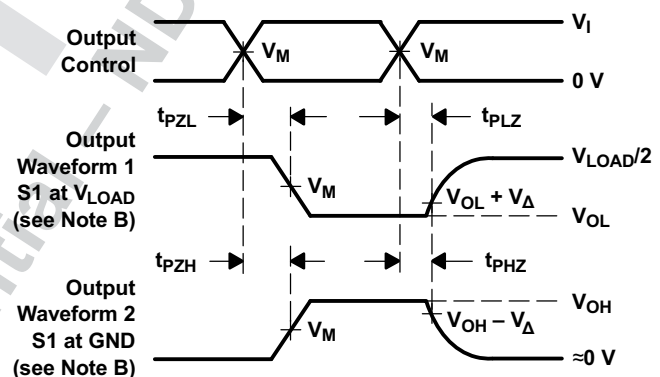 Output
Control
V_M
V_M
V_I
0 V
t_PZL
t_PLZ
Output
Waveform 1
S1 at V_LOAD
(see Note B)
V_M
V_LOAD/2
V_OL + V_Δ
V_OL
t_PZH
t_PHZ
Output
Waveform 2
S1 at GND
(see Note B)
V_M
V_OH
V_OH – V_Δ
≈0 V